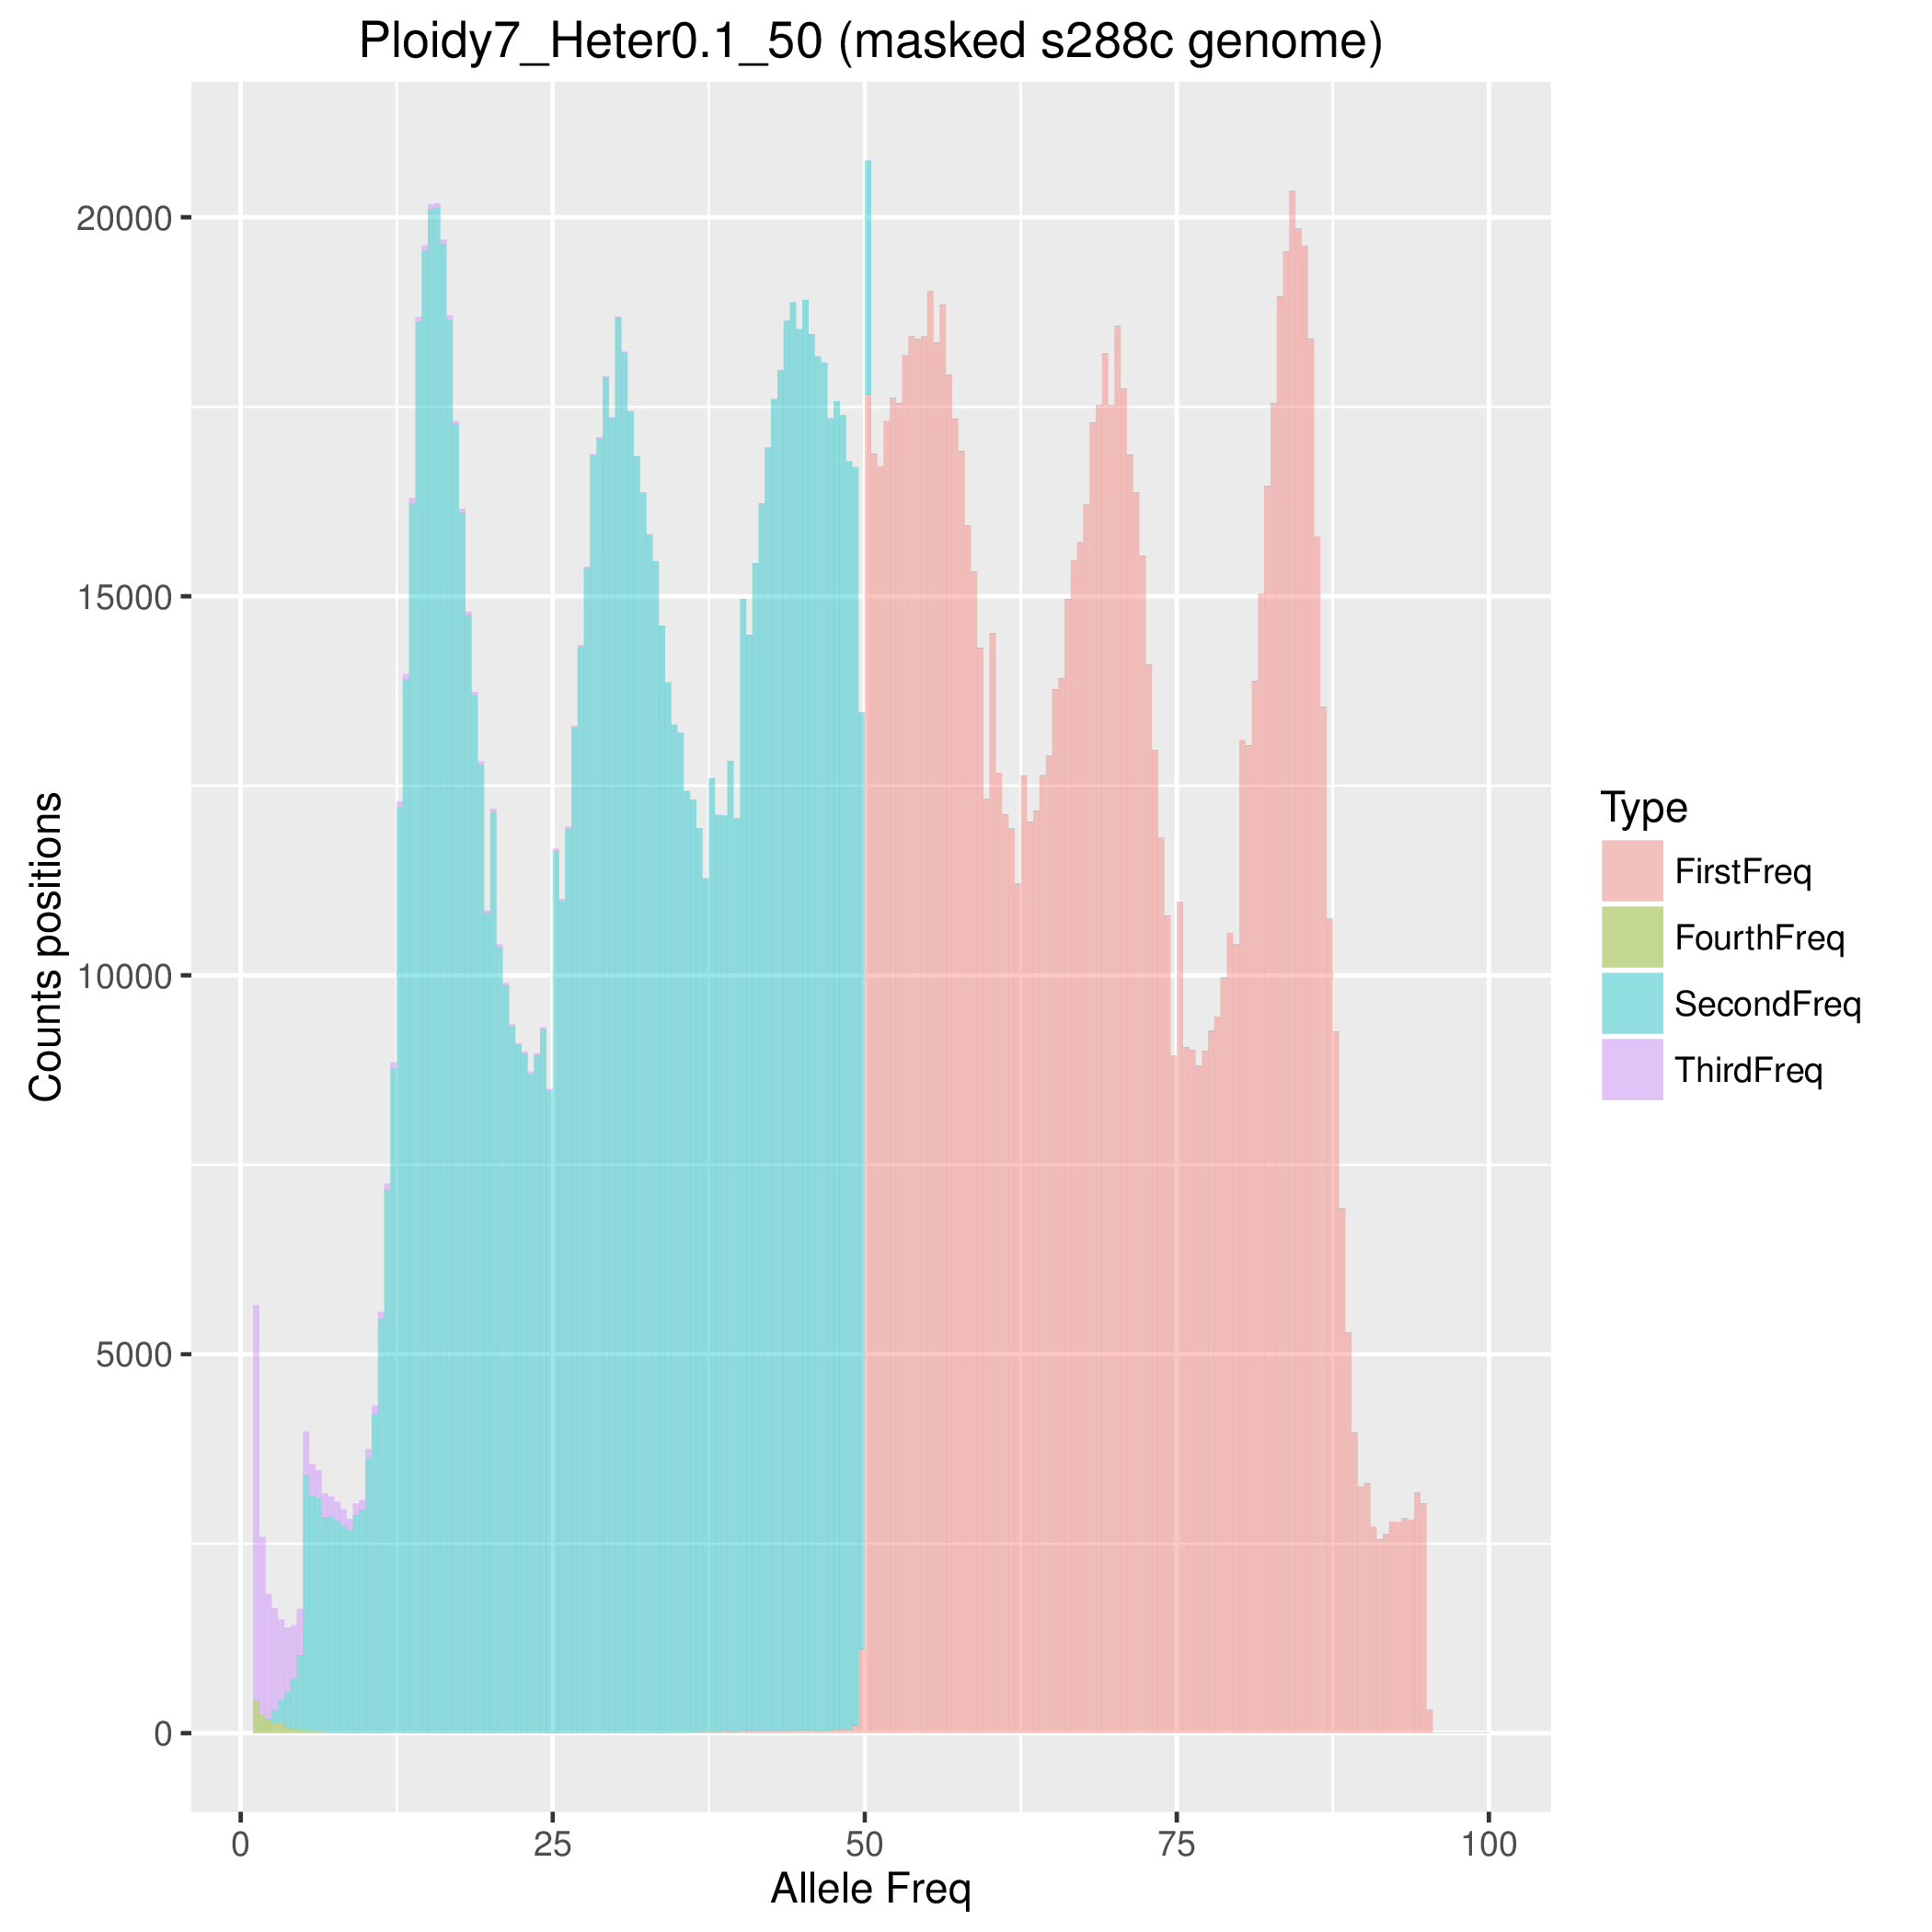 Ploidy7_Heter0.1_50 (masked s288c genome)
20000
15000
10000
5000
0
Counts positions
0 25 50 75 100
Allele Freq
Type
FirstFreq
FourthFreq
SecondFreq
ThirdFreq